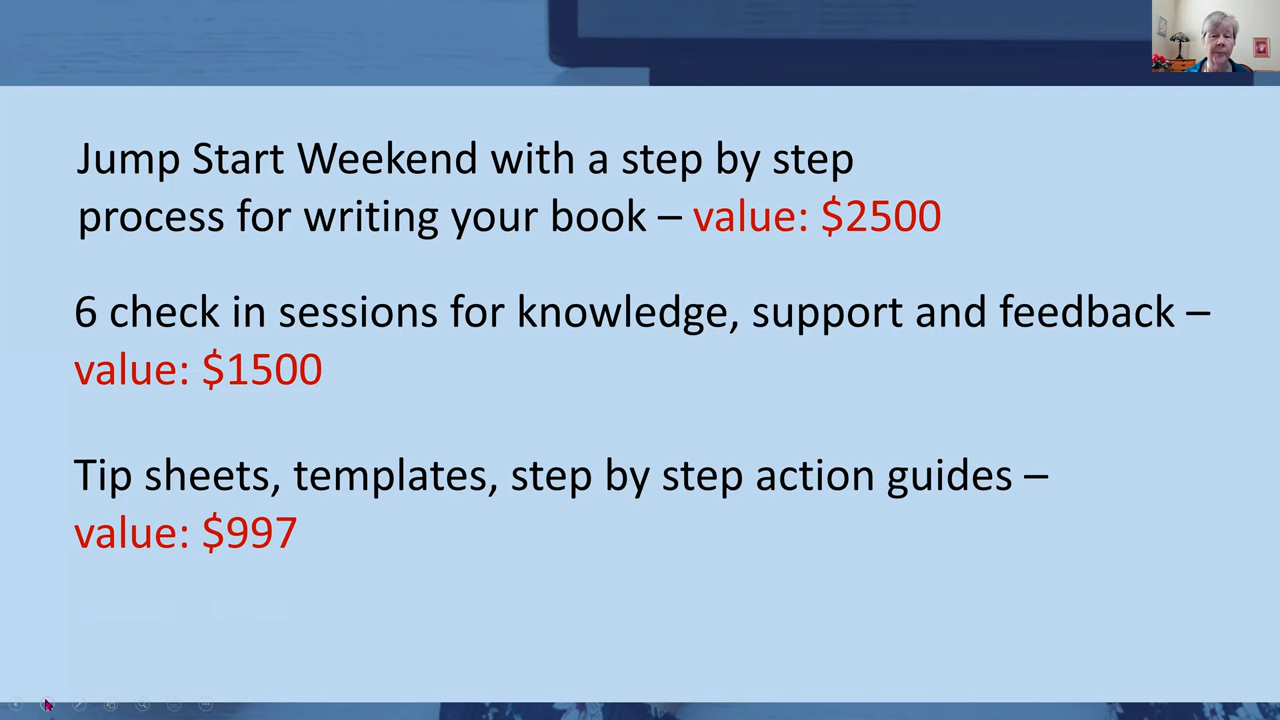 Jump Start Weekend with a step by step
process for writing your book – value: $2500
6 check in sessions for knowledge, support and feedback –
value: $1500
Tip sheets, templates, step by step action guides –
value: $997